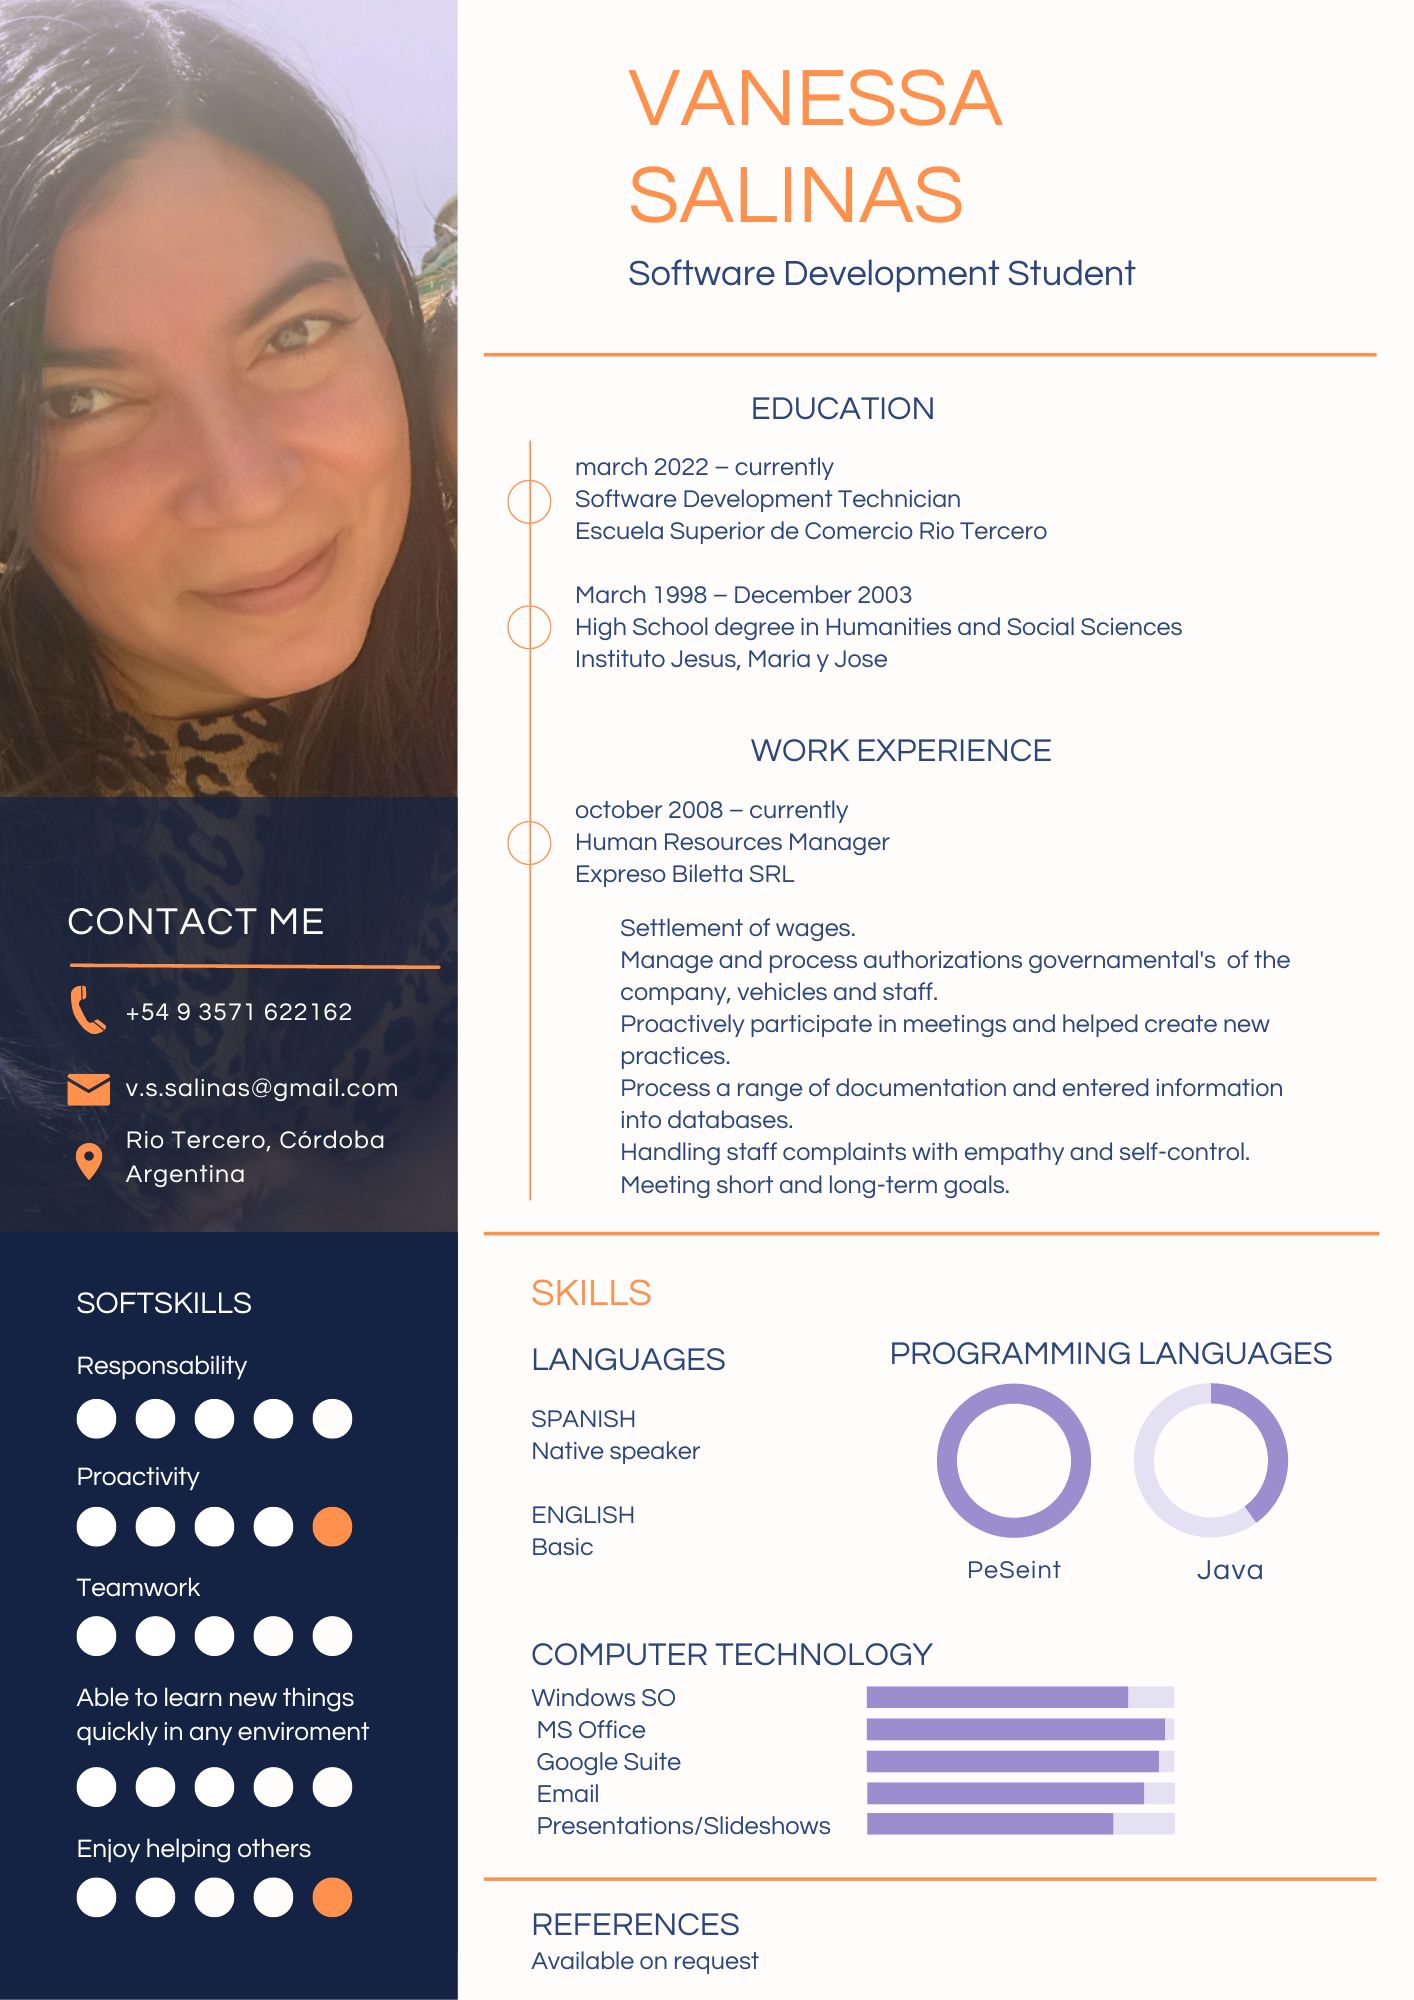 VANESSA
SALINAS
Software Development Student
EDUCATION
march 2022 – currently
Software Development Technician
Escuela Superior de Comercio Rio Tercero
March 1998 – December 2003
High School degree in Humanities and Social Sciences
Instituto Jesus, Maria y Jose
WORK EXPERIENCE
october 2008 – currently
Human Resources Manager
Expreso Biletta SRL
Settlement of wages.
Manage and process authorizations governamental's  of the
company, vehicles and staff.
Proactively participate in meetings and helped create new
practices.
Process a range of documentation and entered information
into databases.
Handling staff complaints with empathy and self-control.
Meeting short and long-term goals.
CONTACT ME
+54 9 3571 622162
v.s.salinas@gmail.com
Rio Tercero, Córdoba
Argentina
SOFTSKILLS
Responsability
Proactivity
Teamwork
Able to learn new things
quickly in any enviroment
Enjoy helping others
SKILLS
LANGUAGES
SPANISH
Native speaker
ENGLISH
Basic
PROGRAMMING LANGUAGES
PeSeint
Java
COMPUTER TECHNOLOGY
Windows SO
MS Office
Google Suite
Email
Presentations/Slideshows
REFERENCES
Available on request